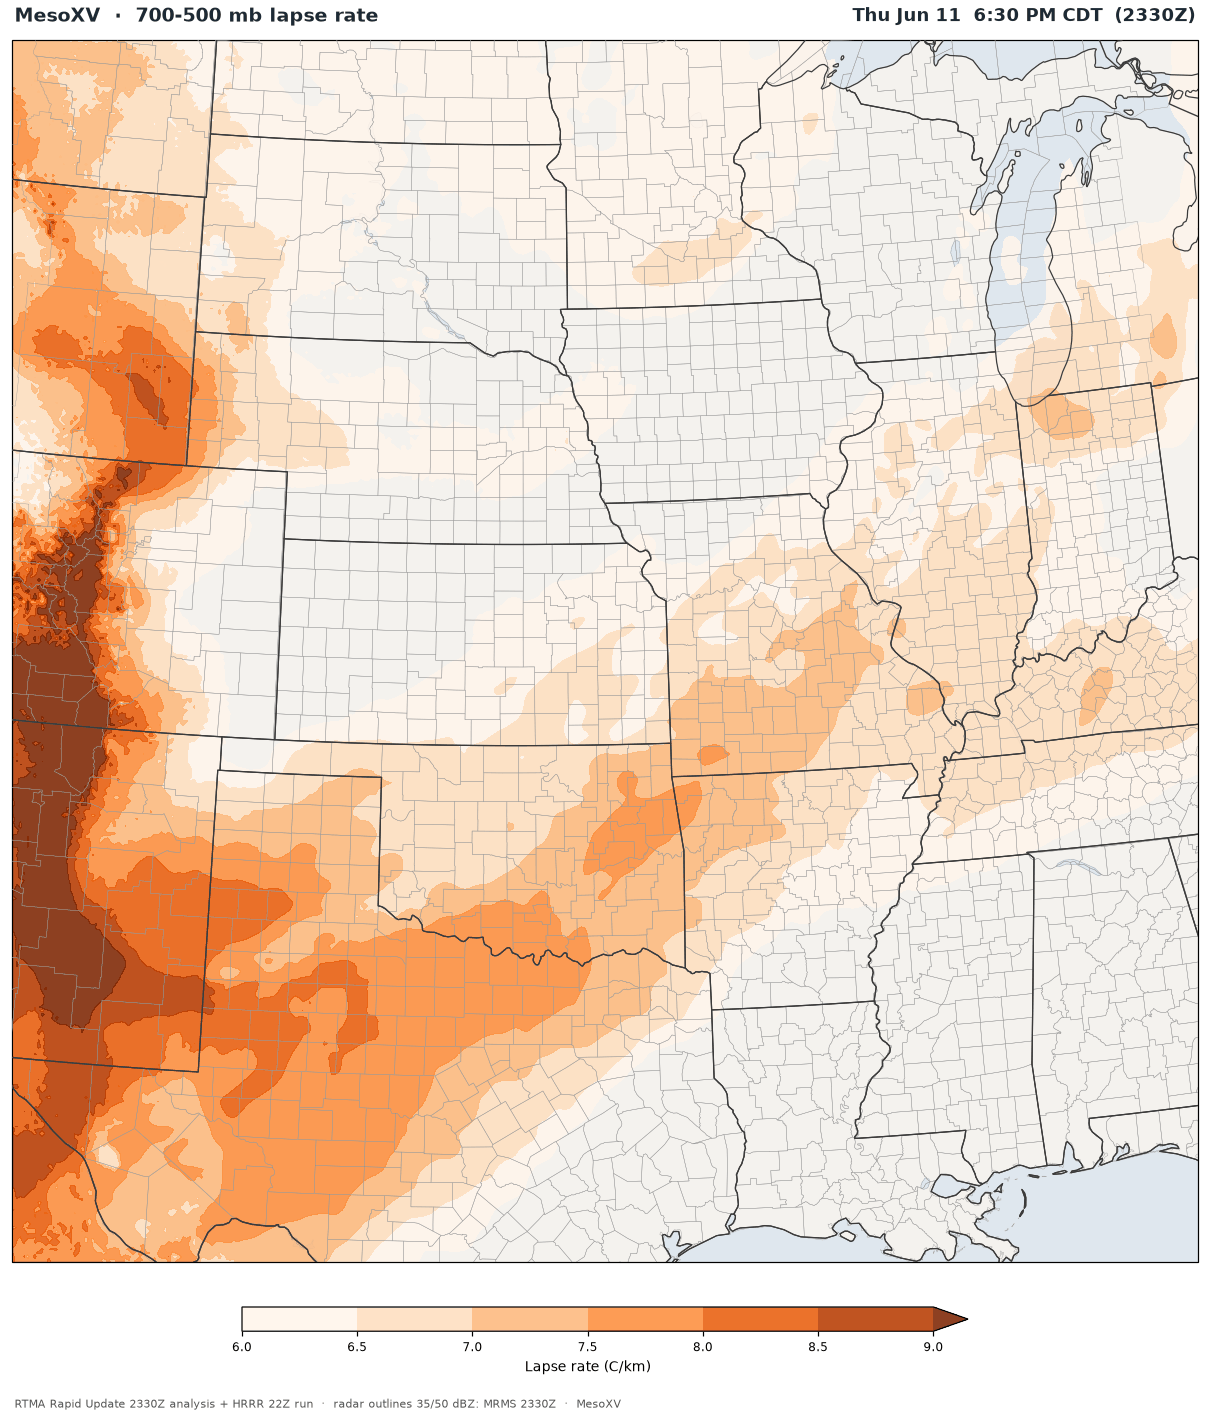 MesoXV · 700-500 mb lapse rate
Thu Jun 11 6:30 PM CDT (2330Z)
6.0 6.5 7.0 7.5 8.0 8.5 9.0
Lapse rate (C/km)
RTMA Rapid Update 2330Z analysis + HRRR 22Z run · radar outlines 35/50 dBZ: MRMS 2330Z · MesoXV